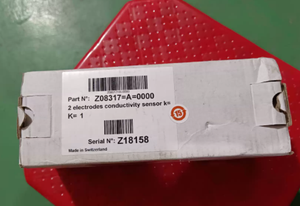 Part N°: Z08317=A=0000
2 electrodes conductivity sensor k=
K= 1
Serial N°: Z18158
Made in Switzerland